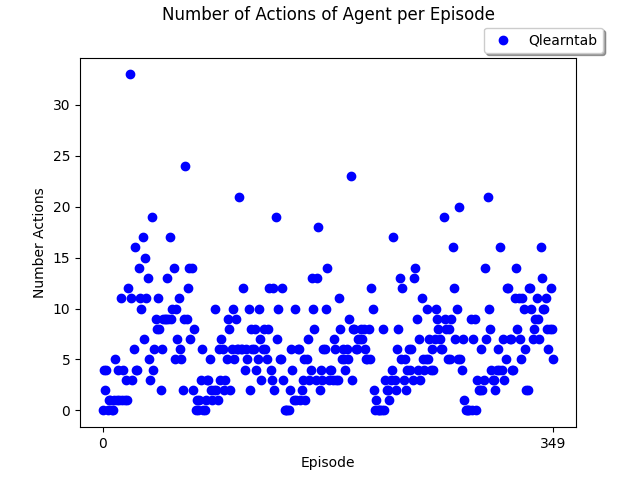 Number of Actions of Agent per Episode
Qlearntab
30
25
20
15
10
5
0
Number Actions
0
349
Episode